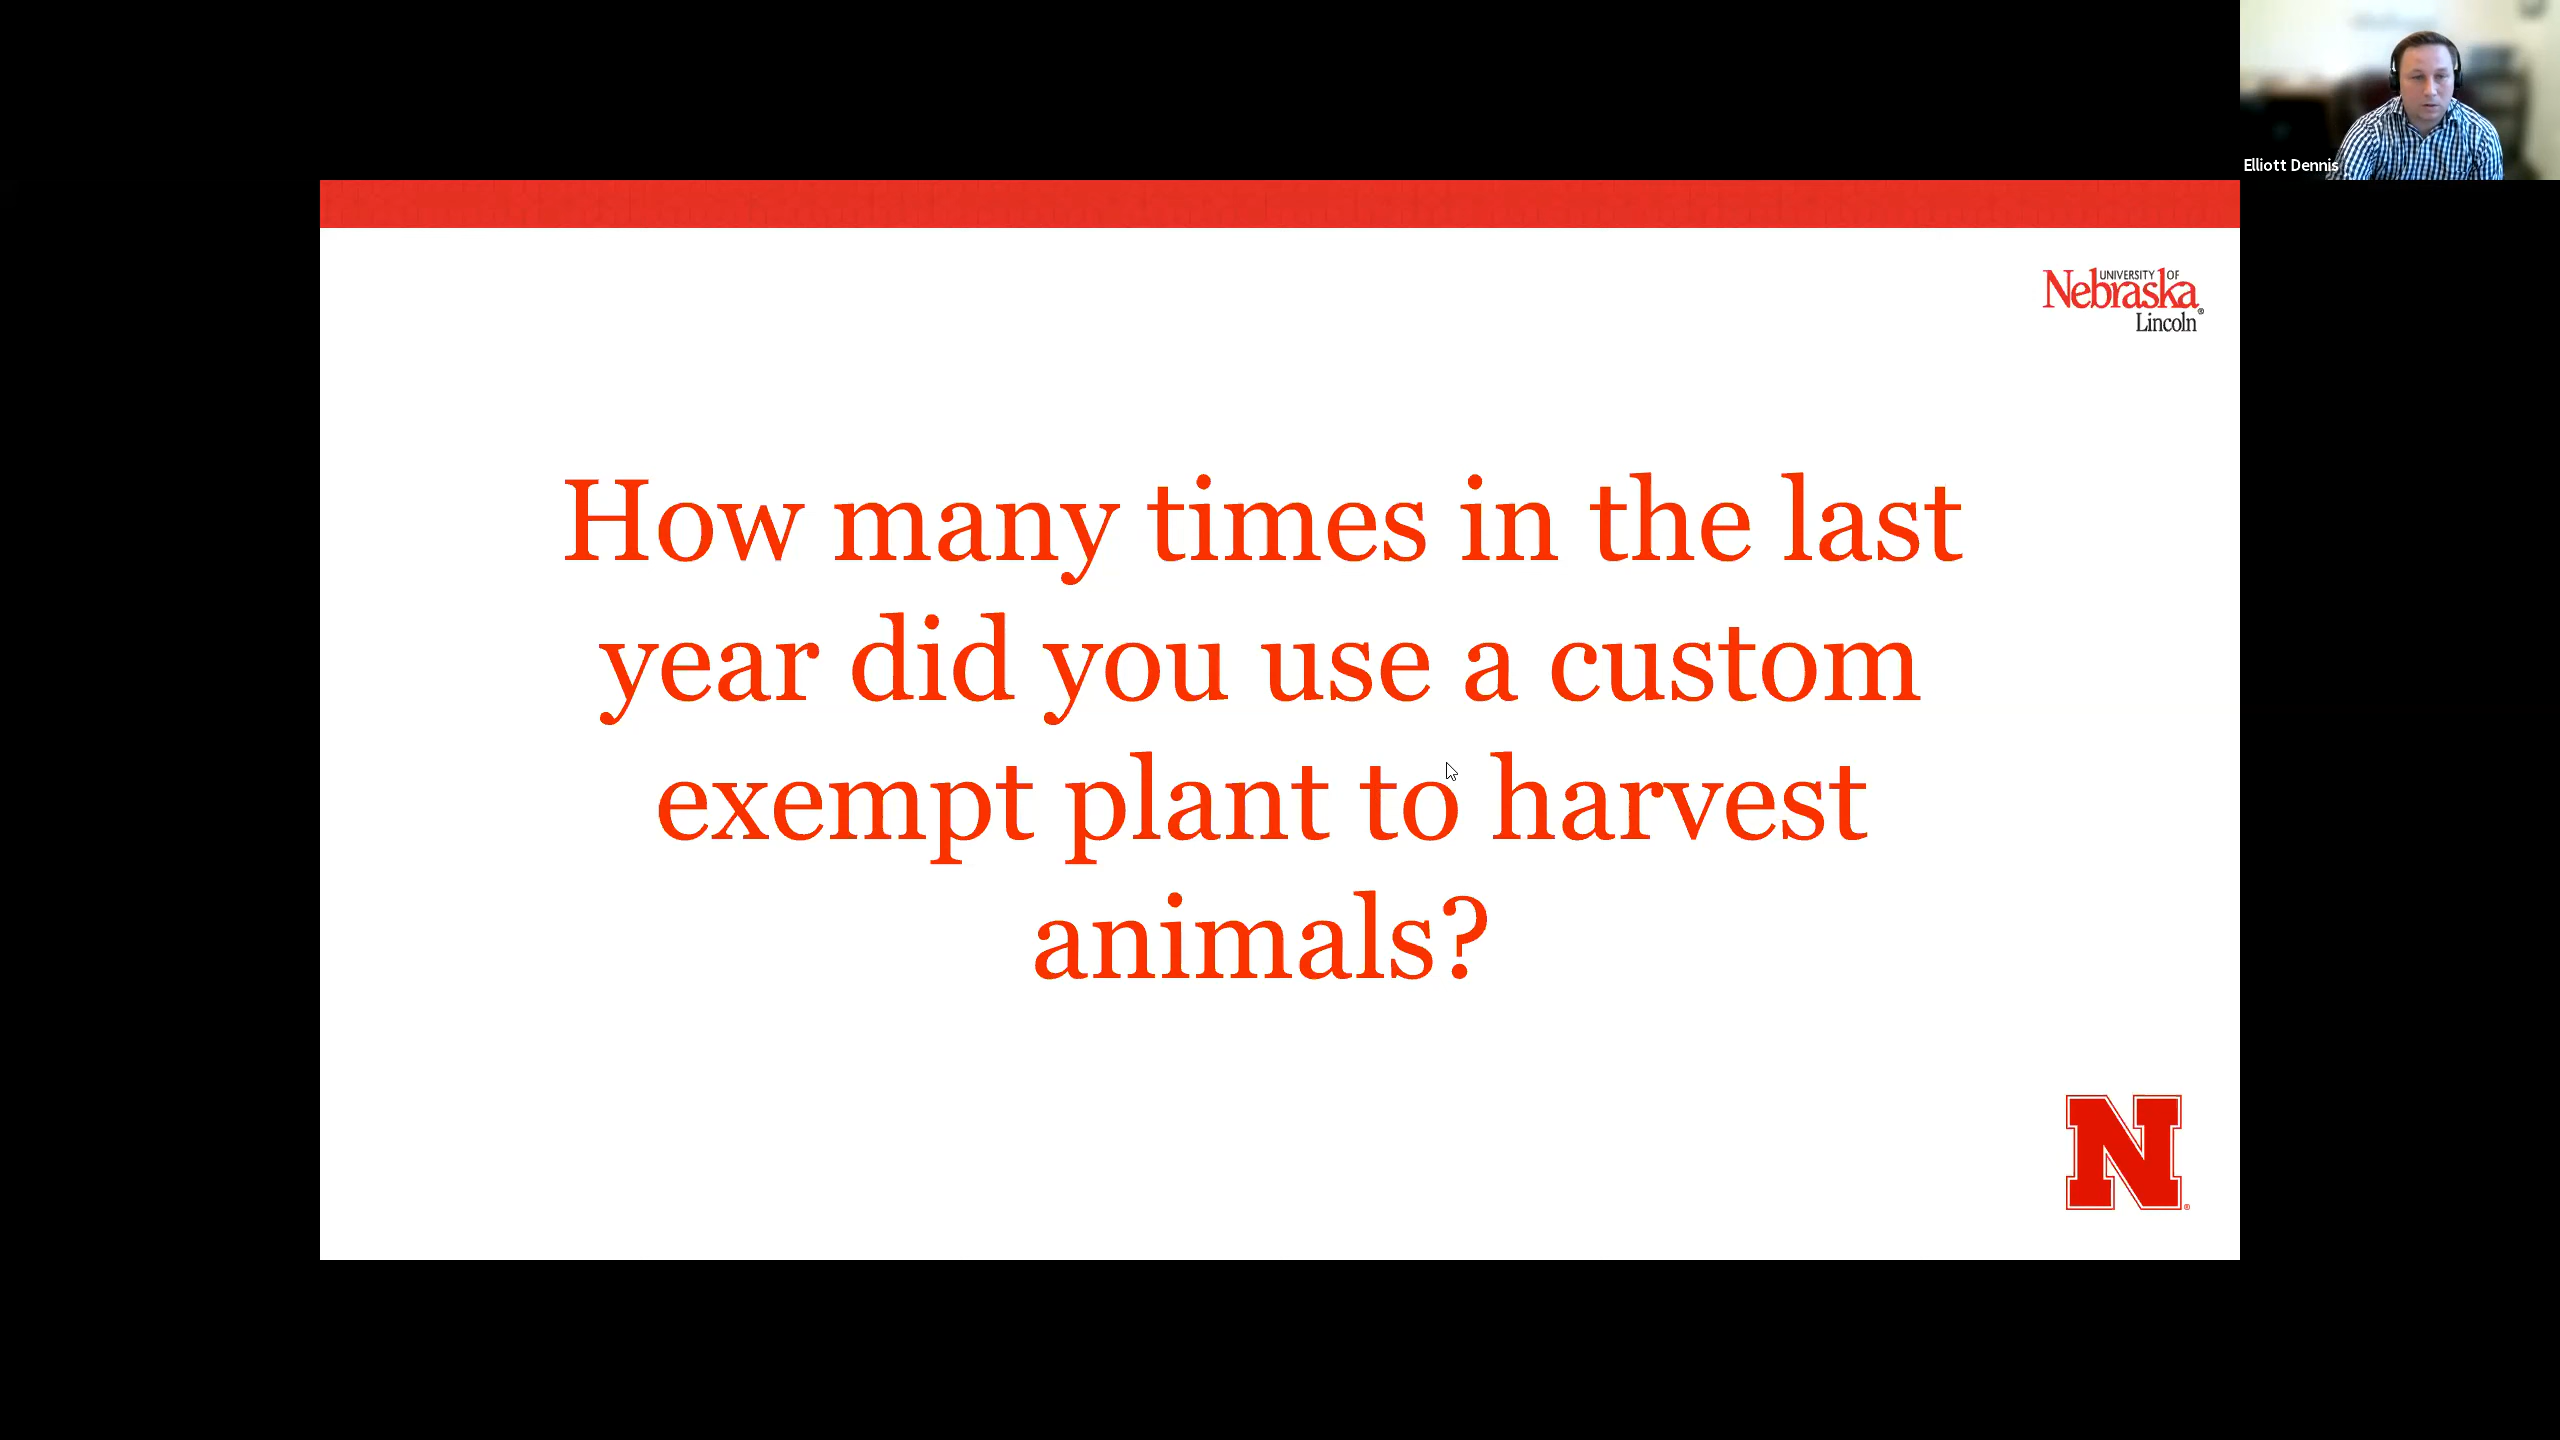 Elliott Dennis
UNIVERSITY OF
Nebraska
Lincoln®
How many times in the last
year did you use a custom
exempt plant to harvest
animals?
N®